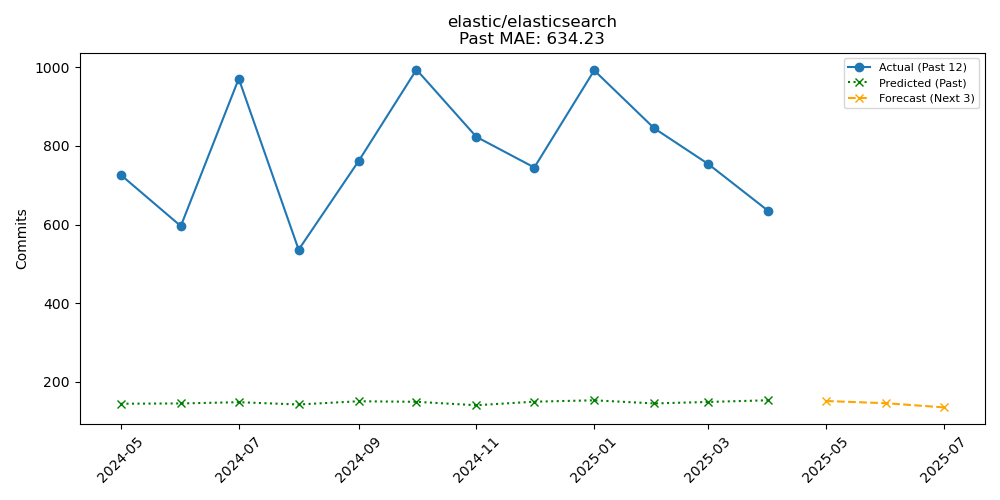 elastic/elasticsearch
Past MAE: 634.23
Actual (Past 12)
Predicted (Past)
Forecast (Next 3)
Commits
1000
800
600
400
200
2024-05
2024-07
2024-09
2024-11
2025-01
2025-03
2025-05
2025-07